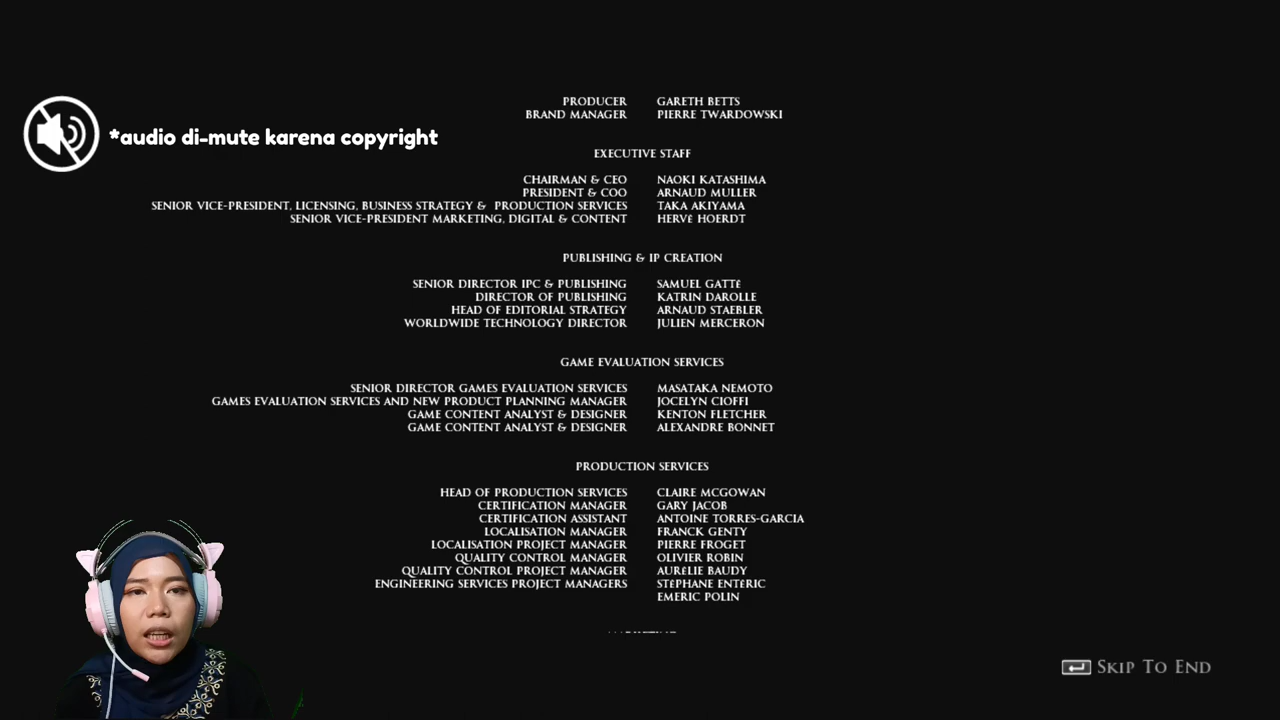 PRODUCER GARETH BETTS
BRAND MANAGER PIERRE TWARDOWSKI
*audio di-mute karena copyright
EXECUTIVE STAFF
CHAIRMAN & CEO NAOKI KATASHIMA
PRESIDENT & COO ARNAUD MULLER
SENIOR VICE-PRESIDENT, LICENSING, BUSINESS STRATEGY & PRODUCTION SERVICES TAKA AKIYAMA
SENIOR VICE-PRESIDENT MARKETING, DIGITAL & CONTENT HERVÉ HOERDT
PUBLISHING & IP CREATION
SENIOR DIRECTOR IPC & PUBLISHING SAMUEL GATTÉ
DIRECTOR OF PUBLISHING KATRIN DAROLLE
HEAD OF EDITORIAL STRATEGY ARNAUD STAEBLER
WORLDWIDE TECHNOLOGY DIRECTOR JULIEN MERCERON
GAME EVALUATION SERVICES
SENIOR DIRECTOR GAMES EVALUATION SERVICES MASATAKA NEMOTO
GAMES EVALUATION SERVICES AND NEW PRODUCT PLANNING MANAGER JOCELYN CIOFFI
GAME CONTENT ANALYST & DESIGNER KENTON FLETCHER
GAME CONTENT ANALYST & DESIGNER ALEXANDRE BONNET
PRODUCTION SERVICES
HEAD OF PRODUCTION SERVICES CLAIRE MCGOWAN
CERTIFICATION MANAGER GARY JACOB
CERTIFICATION ASSISTANT ANTOINE TORRES-GARCIA
LOCALISATION MANAGER FRANCK GENTY
LOCALISATION PROJECT MANAGER PIERRE FROGET
QUALITY CONTROL MANAGER OLIVIER ROBIN
QUALITY CONTROL PROJECT MANAGER AURÉLIE BAUDY
ENGINEERING SERVICES PROJECT MANAGERS STÉPHANE ENTÉRIC
EMERIC POLIN
SKIP TO END